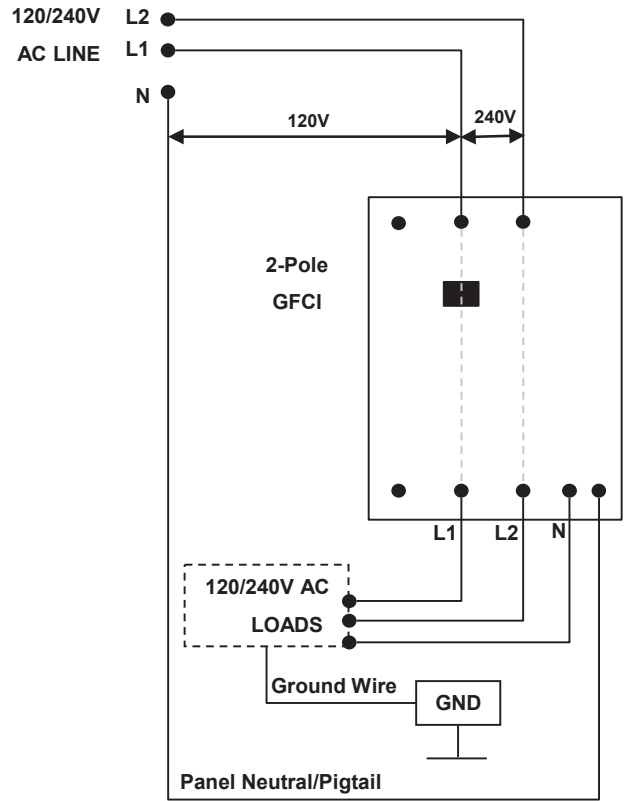 120/240V L2
AC LINE L1
N
120V
240V
2-Pole
GFCI
L1 L2 N
120/240V AC
LOADS
Ground Wire
GND
Panel Neutral/Pigtail